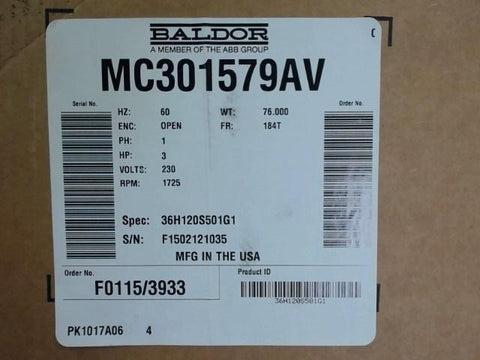 BALDOR
A MEMBER OF THE ABB GROUP
MC301579AV
Serial No.
HZ: 60 WT: 76.000
Order No.
ENC: OPEN FR: 184T
PH: 1
HP: 3
VOLTS: 230
RPM: 1725
Spec: 36H120S501G1
S/N: F1502121035
MFG IN THE USA
Order No.
F0115/3933
Product ID
36H120S501G1
PK1017A06 4